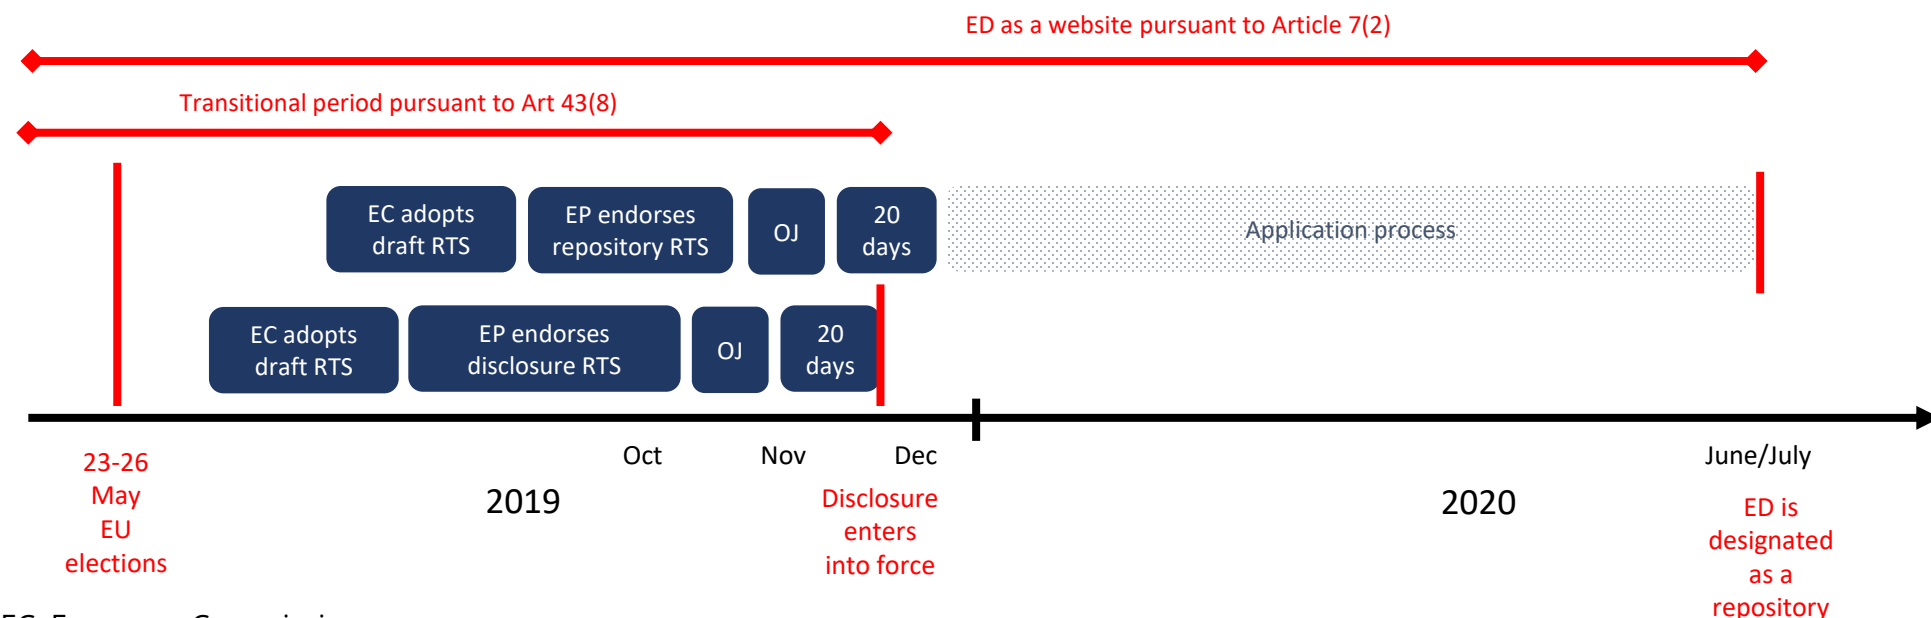 ED as a website pursuant to Article 7(2)
Transitional period pursuant to Art 43(8)
EC adopts
draft RTS
EP endorses
repository RTS
OJ
20
days
Application process
EC adopts
draft RTS
EP endorses
disclosure RTS
OJ
20
days
23-26
May
EU
elections
2019
Oct
Nov
Dec
Disclosure
enters
into force
2020
June/July
ED is
designated
as a
repository